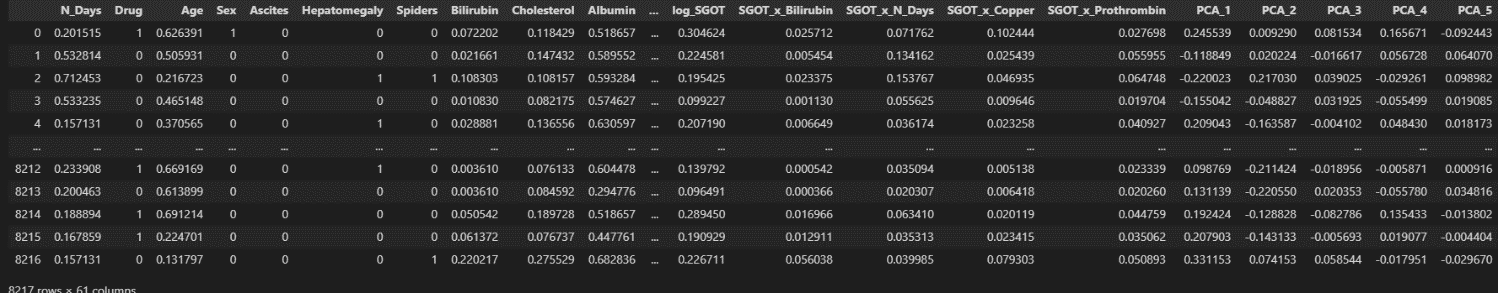 N_Days Drug Age Sex Ascites Hepatomegaly Spiders Bilirubin Cholesterol Albumin ... log_SGOT SGOT_x_Bilirubin SGOT_x_N_Days SGOT_x_Copper SGOT_x_Prothrombin PCA_1 PCA_2 PCA_3 PCA_4 PCA_5
0 0.201515 1 0.626391 1 0 0 0 0.072202 0.118429 0.518657 ... 0.304624 0.025712 0.071762 0.102444 0.027698 0.245539 0.009290 0.081534 0.165671 -0.092443
1 0.532814 0 0.505931 0 0 0 0 0.021661 0.147432 0.589552 ... 0.224581 0.005454 0.134162 0.025439 0.055955 -0.118849 0.020224 -0.016617 0.056728 0.064070
2 0.712453 0 0.216723 0 0 1 1 0.108303 0.108157 0.593284 ... 0.195425 0.023375 0.153767 0.046935 0.064748 -0.220023 0.217030 0.039025 -0.029261 0.098982
3 0.533235 0 0.465148 0 0 0 0 0.010830 0.082175 0.574627 ... 0.099227 0.001130 0.055625 0.009646 0.019704 -0.155042 -0.048827 0.031925 -0.055499 0.019085
4 0.157131 0 0.370565 0 0 1 0 0.028881 0.136556 0.630597 ... 0.207190 0.006649 0.036174 0.023258 0.040927 0.209043 -0.163587 -0.004102 0.048430 0.018173
... ... ... ... ... ... ... ... ... ... ... ... ... ... ... ... ... ... ... ... ... ...
8212 0.233908 1 0.669169 0 0 1 0 0.003610 0.076133 0.604478 ... 0.139792 0.000542 0.035094 0.005138 0.023339 0.098769 -0.211424 -0.018956 -0.005871 0.000916
8213 0.200463 0 0.613899 0 0 0 0 0.003610 0.084592 0.294776 ... 0.096491 0.000366 0.020307 0.006418 0.020260 0.131139 -0.220550 0.020353 -0.055780 0.034816
8214 0.188894 1 0.691214 0 0 0 0 0.050542 0.189728 0.518657 ... 0.289450 0.016966 0.063410 0.020119 0.044759 0.192424 -0.128828 -0.082786 0.135433 -0.013802
8215 0.167859 1 0.224701 0 0 0 0 0.061372 0.076737 0.447761 ... 0.190929 0.012911 0.035313 0.023415 0.035062 0.207903 -0.143133 -0.005693 0.019077 -0.004404
8216 0.157131 0 0.131797 0 0 0 1 0.220217 0.275529 0.682836 ... 0.226711 0.056038 0.039985 0.079303 0.050893 0.331153 0.074153 0.058544 -0.017951 -0.029670
8217 rows × 61 columns